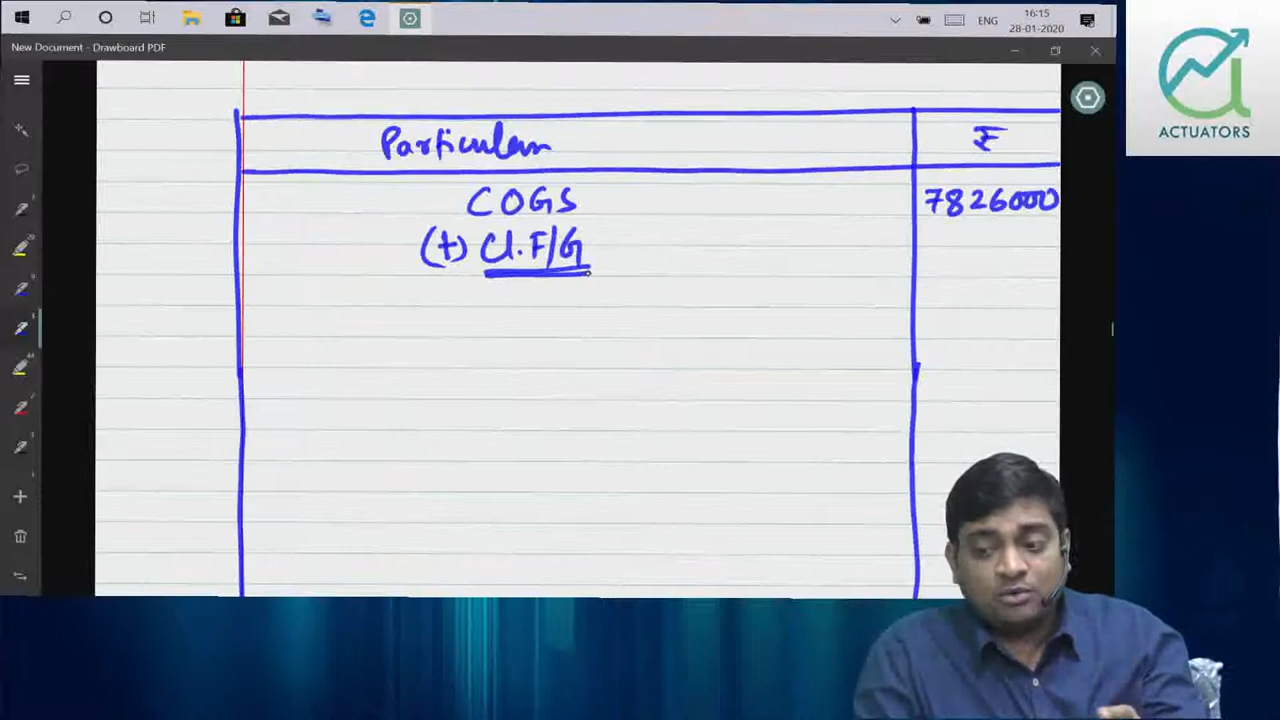 ENG
16:15
28-01-2020
New Document - Drawboard PDF
ACTUATORS
Particulars ₹
COGS 7826000
(+) Cl. F/G